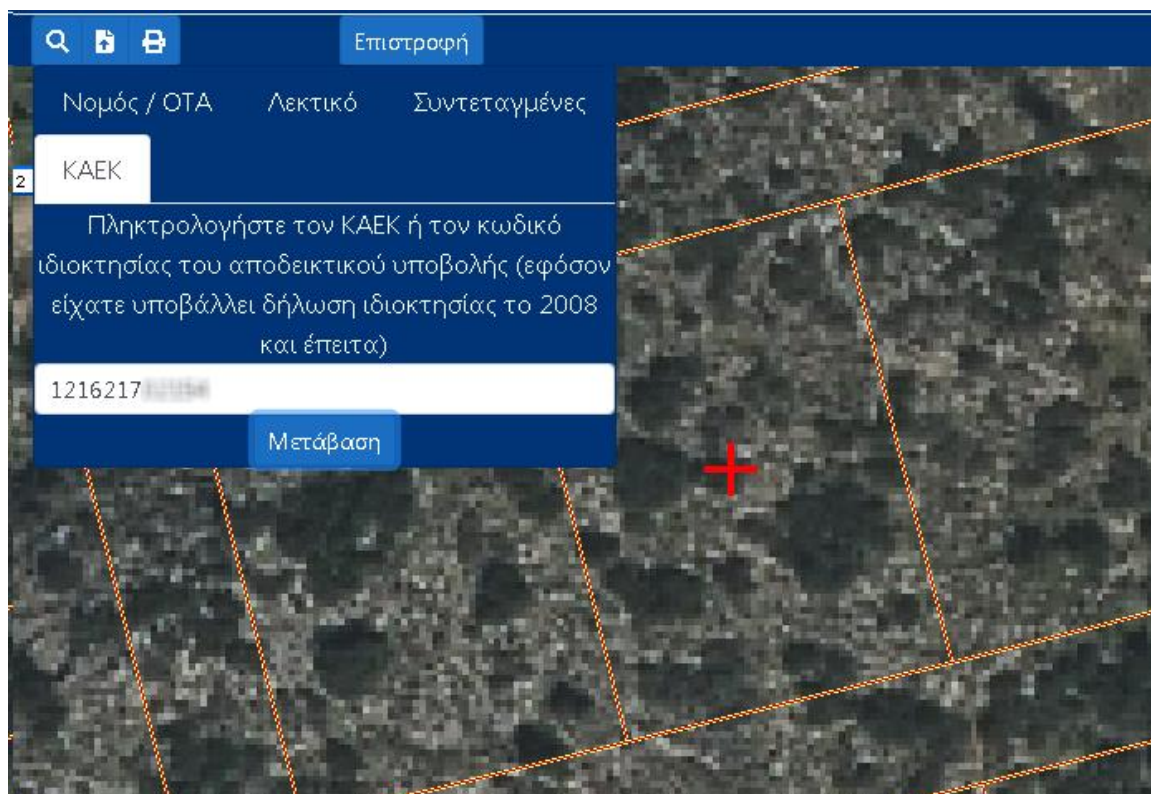 Επιστροφή
Νομός / ΟΤΑ Λεκτικό Συντεταγμένες
ΚΑΕΚ
2
Πληκτρολογήστε τον ΚΑΕΚ ή τον κωδικό
ιδιοκτησίας του αποδεικτικού υποβολής (εφόσον
είχατε υποβάλλει δήλωση ιδιοκτησίας το 2008
και έπειτα)
1216217
Μετάβαση